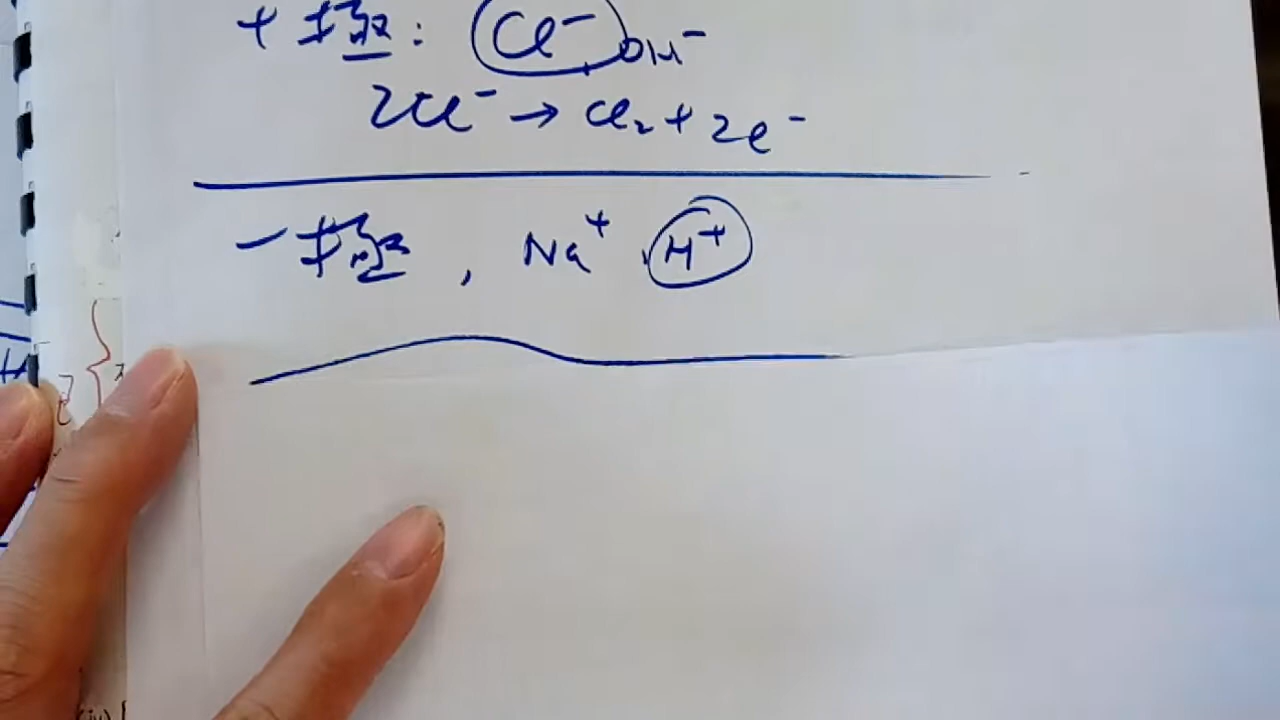 +极: Cl⁻ OH⁻
2Cl⁻ → Cl₂ + 2e⁻
-极, Na⁺ H⁺